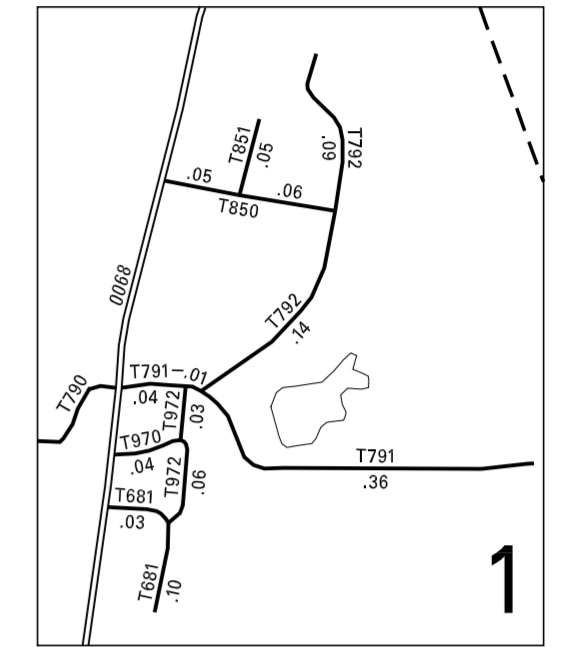 T851
.05
T792
.09
.05
.06
T850
0068
T792
.14
T791-.01
.04
T790
T972
.03
T970
.04
T972
.06
T791
.36
T681
.03
T681
.10
1